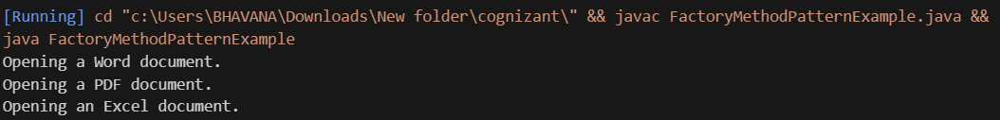 [Running] cd "c:\Users\BHAVANA\Downloads\New folder\cognizant\" && javac FactoryMethodPatternExample.java &&
java FactoryMethodPatternExample
Opening a Word document.
Opening a PDF document.
Opening an Excel document.